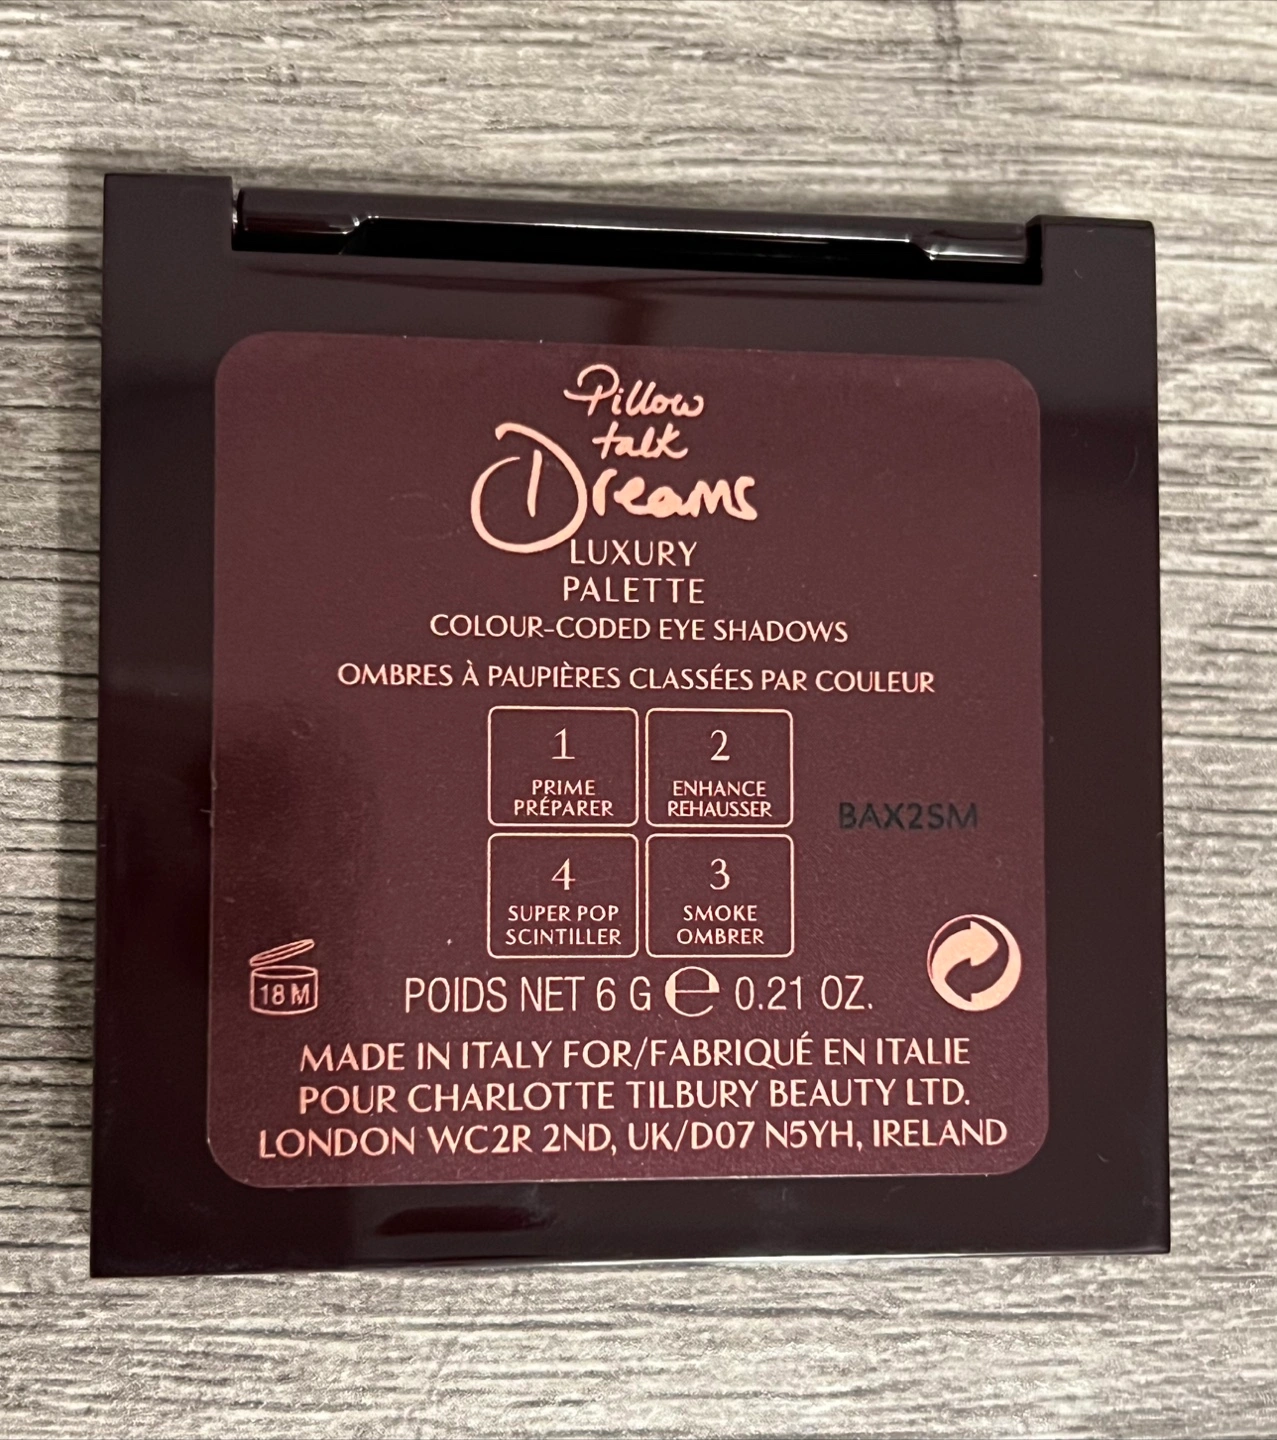 Pillow
talk
Dreams
LUXURY
PALETTE
COLOUR-CODED EYE SHADOWS
OMBRES À PAUPIÈRES CLASSÉES PAR COULEUR
1
PRIME
PRÉPARER
2
ENHANCE
REHAUSSER
BAX2SM
4
SUPER POP
SCINTILLER
3
SMOKE
OMBRER
18 M
POIDS NET 6 G ℮ 0.21 OZ.
MADE IN ITALY FOR/FABRIQUÉ EN ITALIE
POUR CHARLOTTE TILBURY BEAUTY LTD.
LONDON WC2R 2ND, UK/D07 N5YH, IRELAND